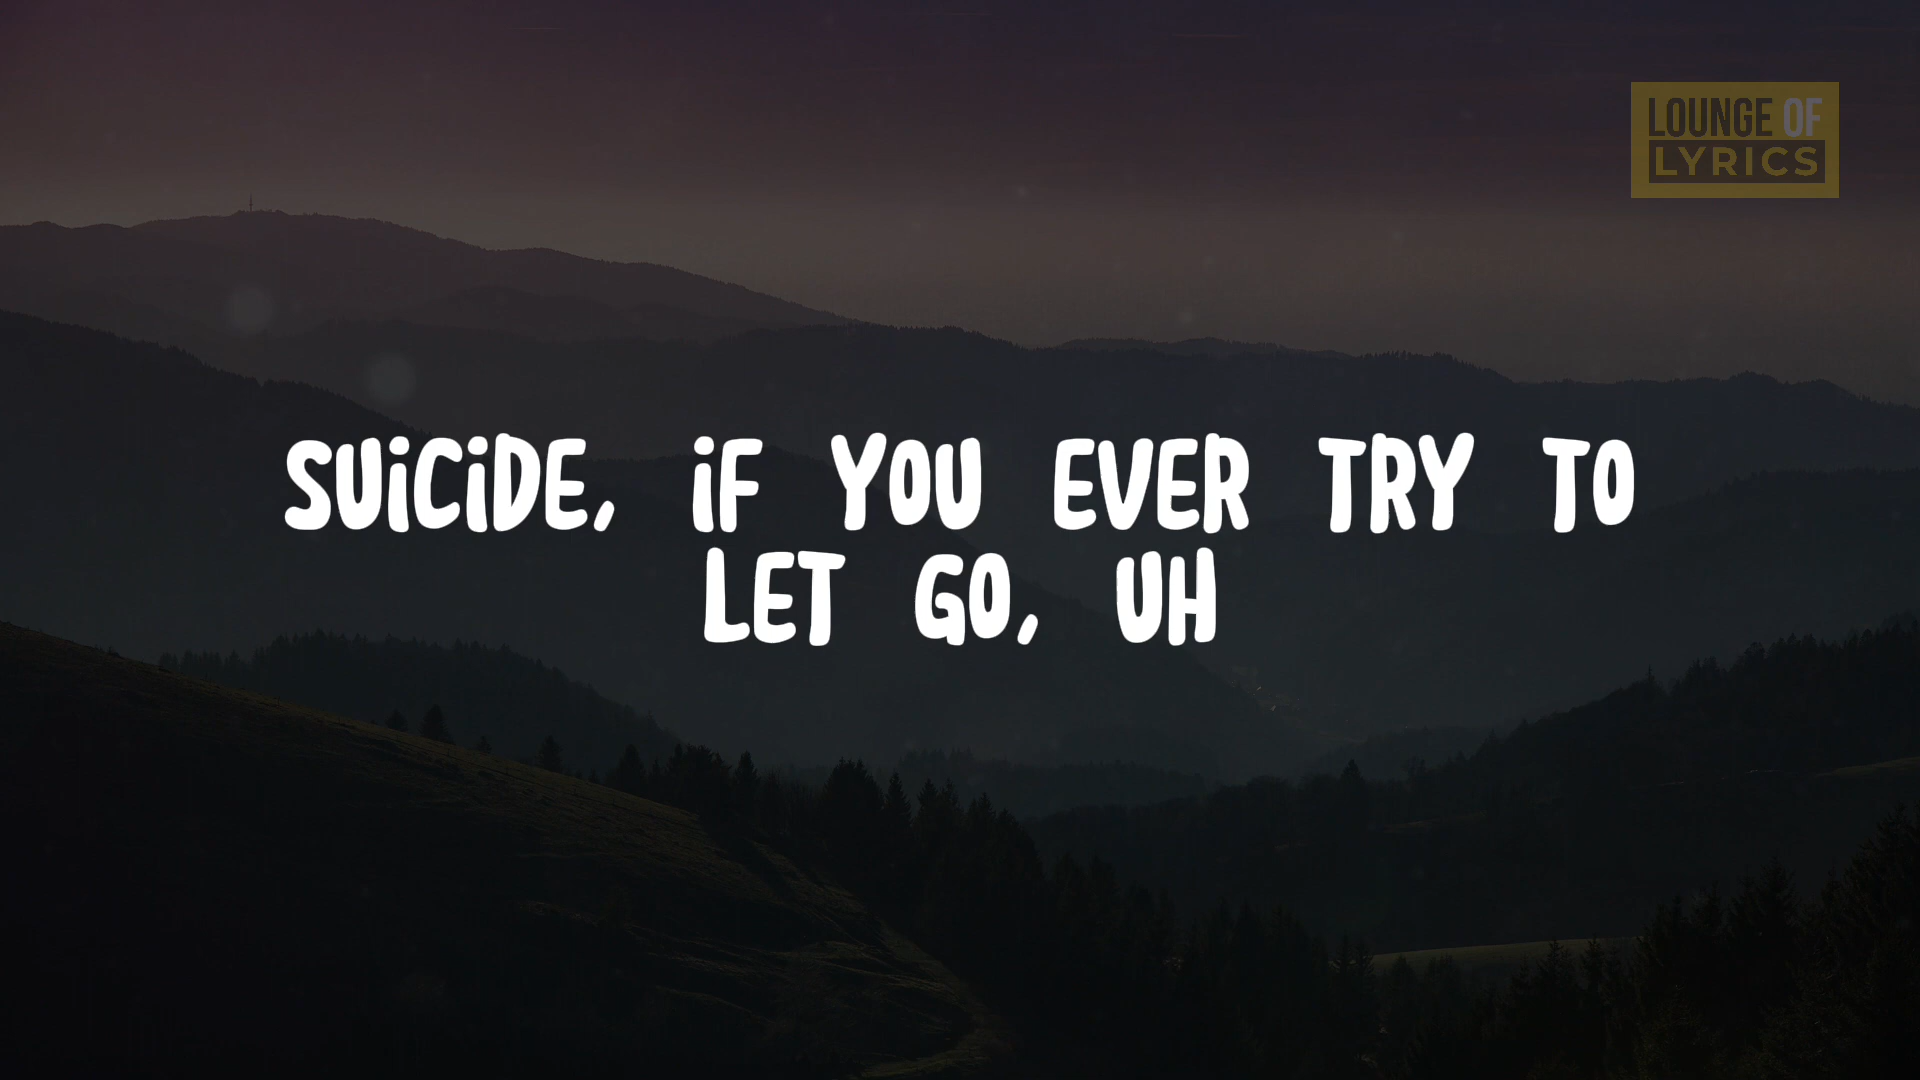 LOUNGE OF
LYRICS
SUiCiDE, iF YOU EVER TRY TO
LET GO, UH